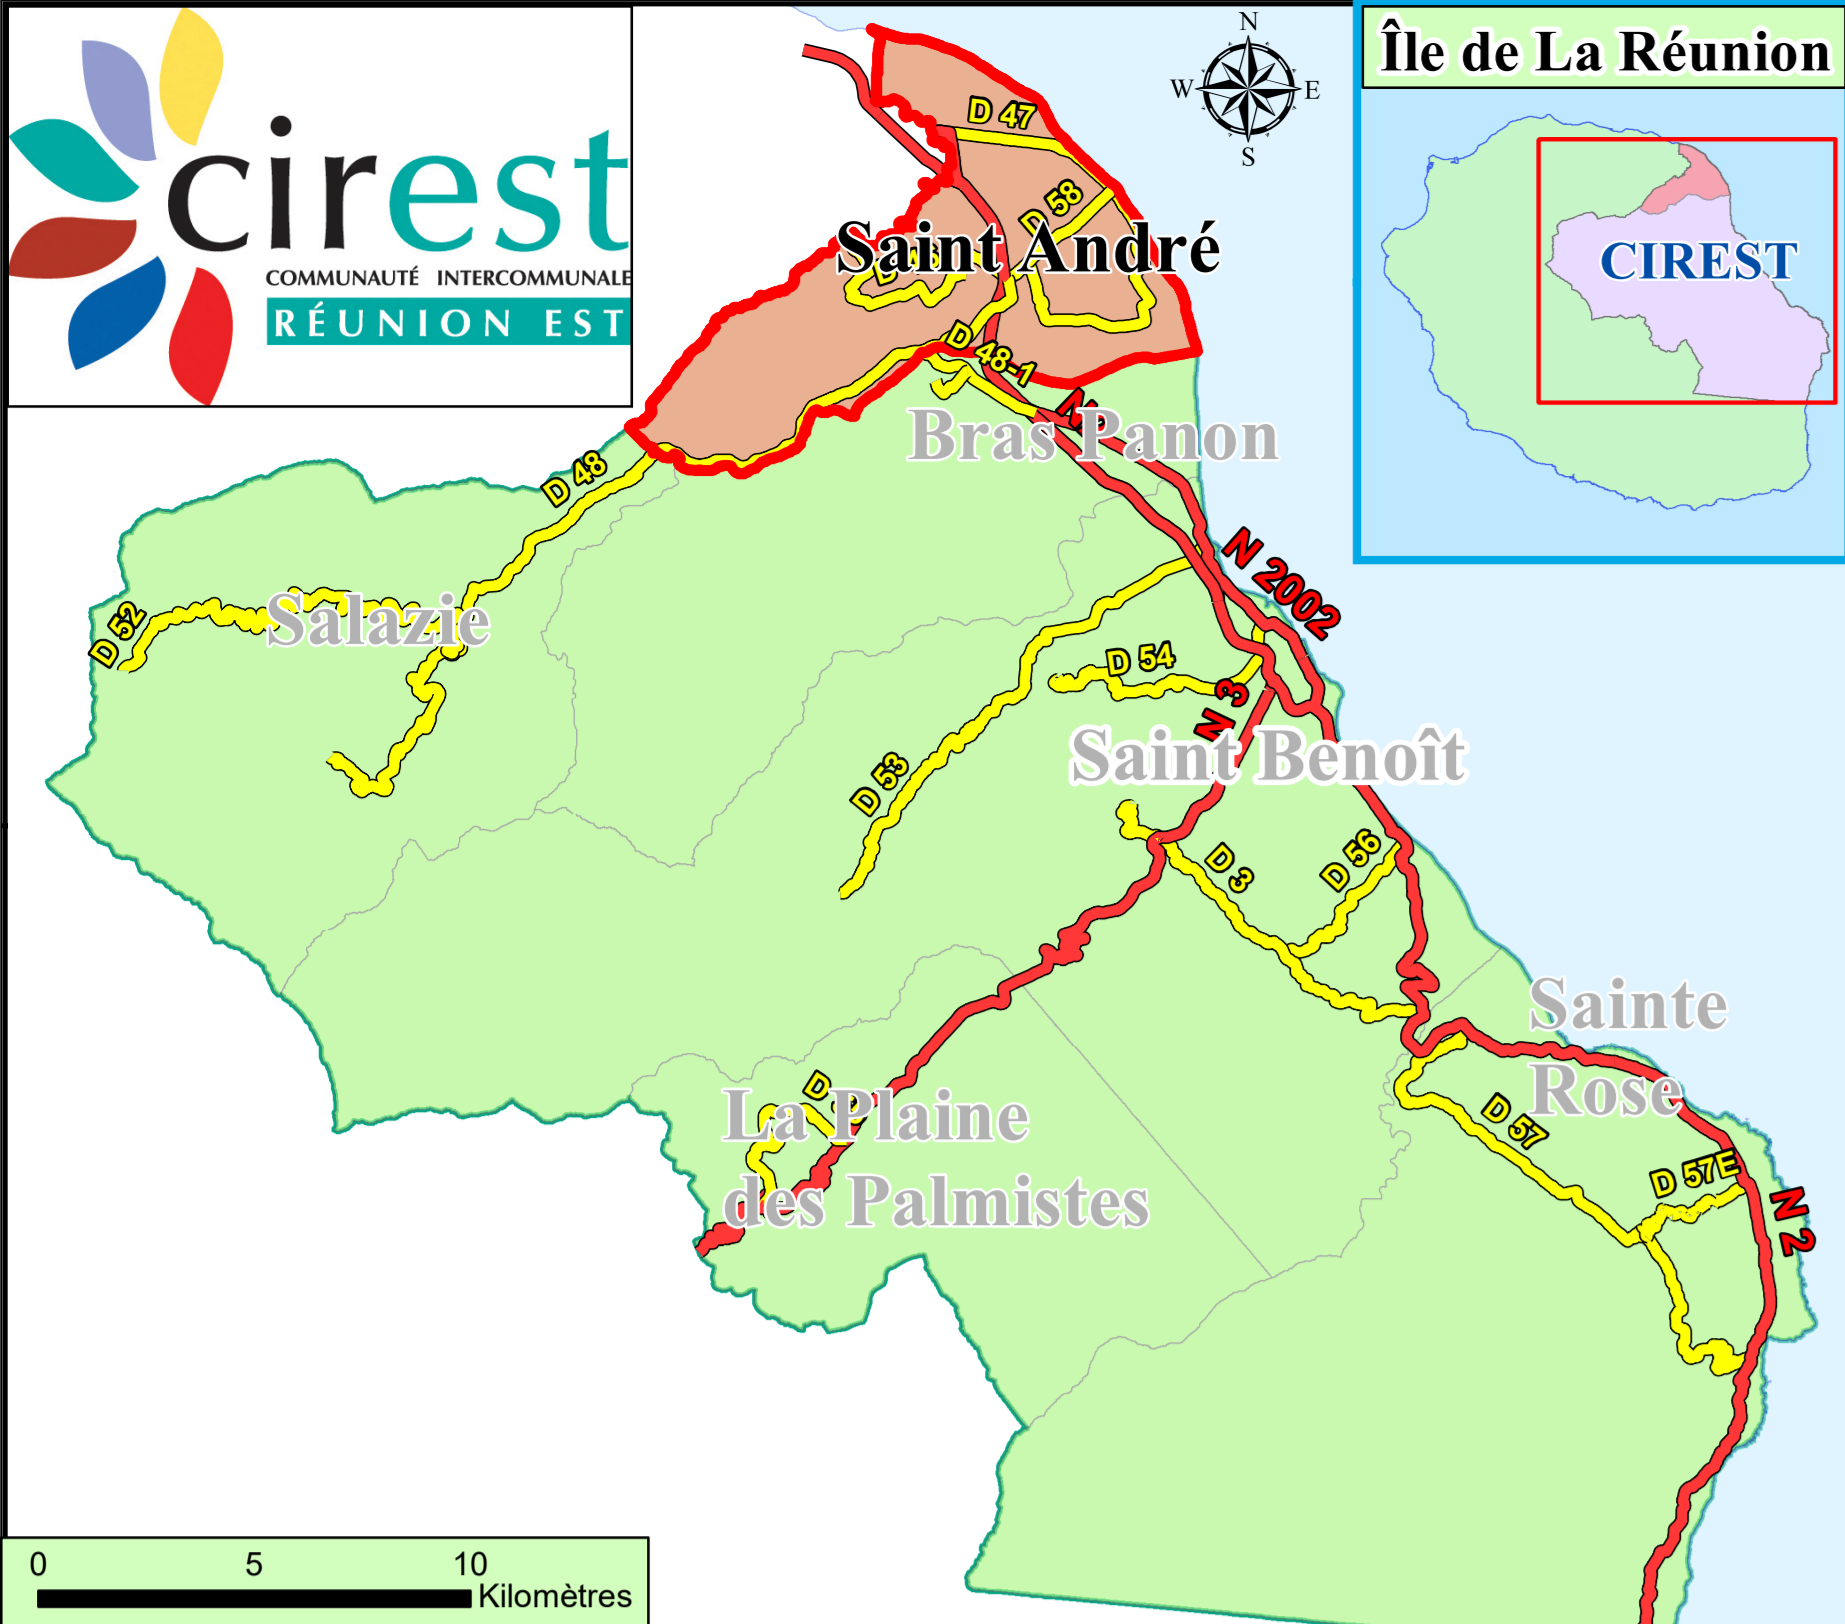 cirest
COMMUNAUTÉ INTERCOMMUNALE
RÉUNION EST
N
W E
S
Île de La Réunion
CIREST
D 47
D 58
Saint André
D 48-1
Bras Panon
D 48
N 2002
D 52
Salazie
D 54
N 3
Saint Benoît
D 53
D 3
D 56
Sainte
Rose
La Plaine
des Palmistes
D 57
D 57E
N 2
0 5 10
Kilomètres